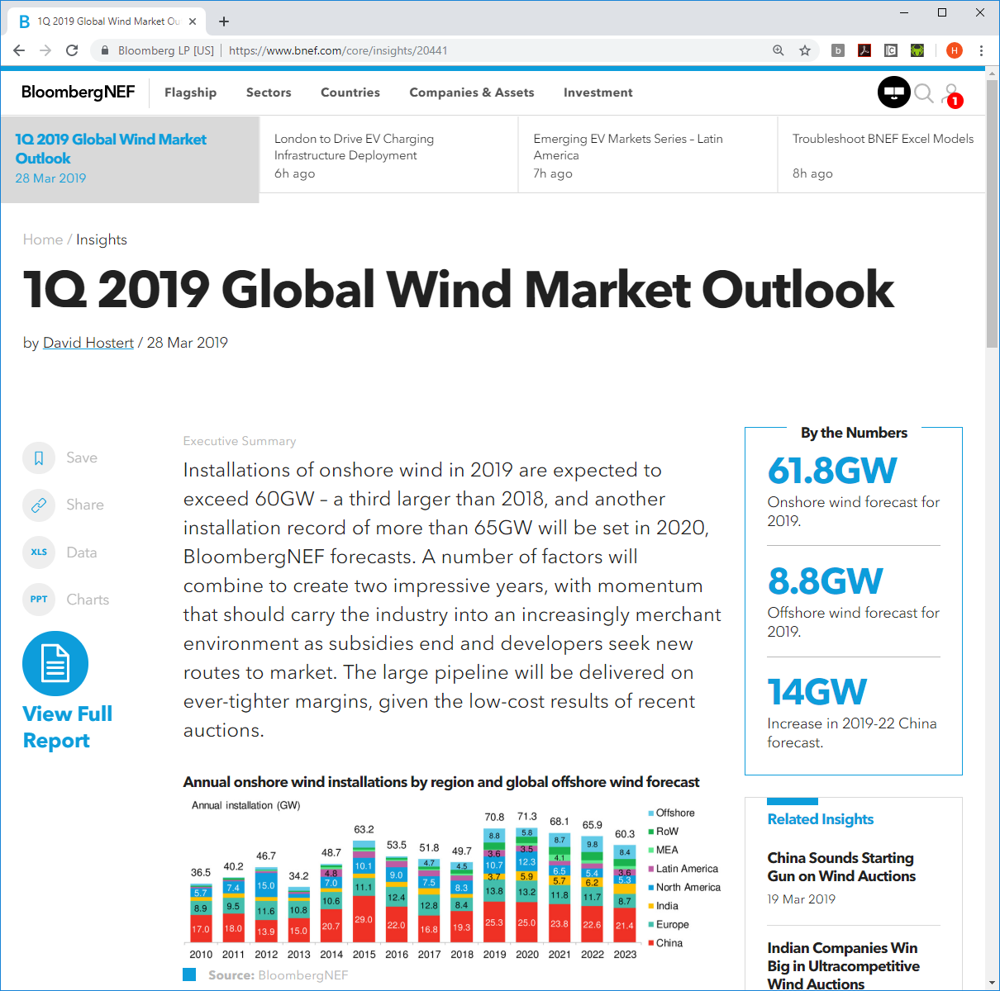 1Q 2019 Global Wind Market Ou
Bloomberg LP [US] | https://www.bnef.com/core/insights/20441
H
BloombergNEF
Flagship Sectors Countries Companies & Assets Investment
1
1Q 2019 Global Wind Market
Outlook
28 Mar 2019
London to Drive EV Charging
Infrastructure Deployment
6h ago
Emerging EV Markets Series – Latin
America
7h ago
Troubleshoot BNEF Excel Models
8h ago
Home / Insights
1Q 2019 Global Wind Market Outlook
by David Hostert / 28 Mar 2019
Save
Share
XLS Data
PPT Charts
View Full
Report
Executive Summary
Installations of onshore wind in 2019 are expected to
exceed 60GW – a third larger than 2018, and another
installation record of more than 65GW will be set in 2020,
BloombergNEF forecasts. A number of factors will
combine to create two impressive years, with momentum
that should carry the industry into an increasingly merchant
environment as subsidies end and developers seek new
routes to market. The large pipeline will be delivered on
ever-tighter margins, given the low-cost results of recent
auctions.
Annual onshore wind installations by region and global offshore wind forecast
Annual installation (GW)
36.5 40.2 46.7 34.2 48.7 63.2 53.5 51.8 49.7 70.8 71.3 68.1 65.9 60.3
8.8 5.8 8.7 9.8 8.4
4.1
4.8 3.6 3.5 3.6
5.7 7.4 15.0 7.0 10.1 9.0 4.7 7.5 4.5 8.3 10.7 12.3 6.5 5.4 5.3
3.7 5.9 5.7 6.2
8.9 9.5 11.6 10.8 10.6 11.1 12.4 12.8 8.4 13.8 13.2 11.8 11.7 8.7
17.0 18.0 13.9 15.0 20.7 29.0 22.0 16.8 19.3 25.3 25.0 23.8 22.6 21.4
2010 2011 2012 2013 2014 2015 2016 2017 2018 2019 2020 2021 2022 2023
Offshore
RoW
MEA
Latin America
North America
India
Europe
China
Source: BloombergNEF
By the Numbers
61.8GW
Onshore wind forecast for
2019.
8.8GW
Offshore wind forecast for
2019.
14GW
Increase in 2019-22 China
forecast.
Related Insights
China Sounds Starting
Gun on Wind Auctions
19 Mar 2019
Indian Companies Win
Big in Ultracompetitive
Wind Auctions